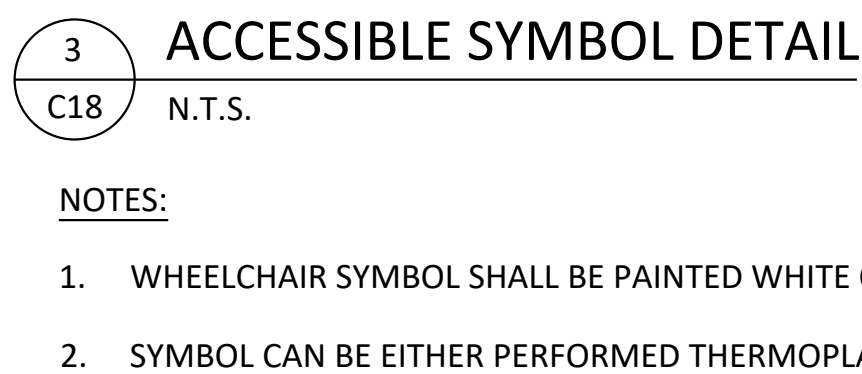 3
ACCESSIBLE SYMBOL DETAIL
C18
N.T.S.
NOTES:
1. WHEELCHAIR SYMBOL SHALL BE PAINTED WHITE
2. SYMBOL CAN BE EITHER PERFORMED